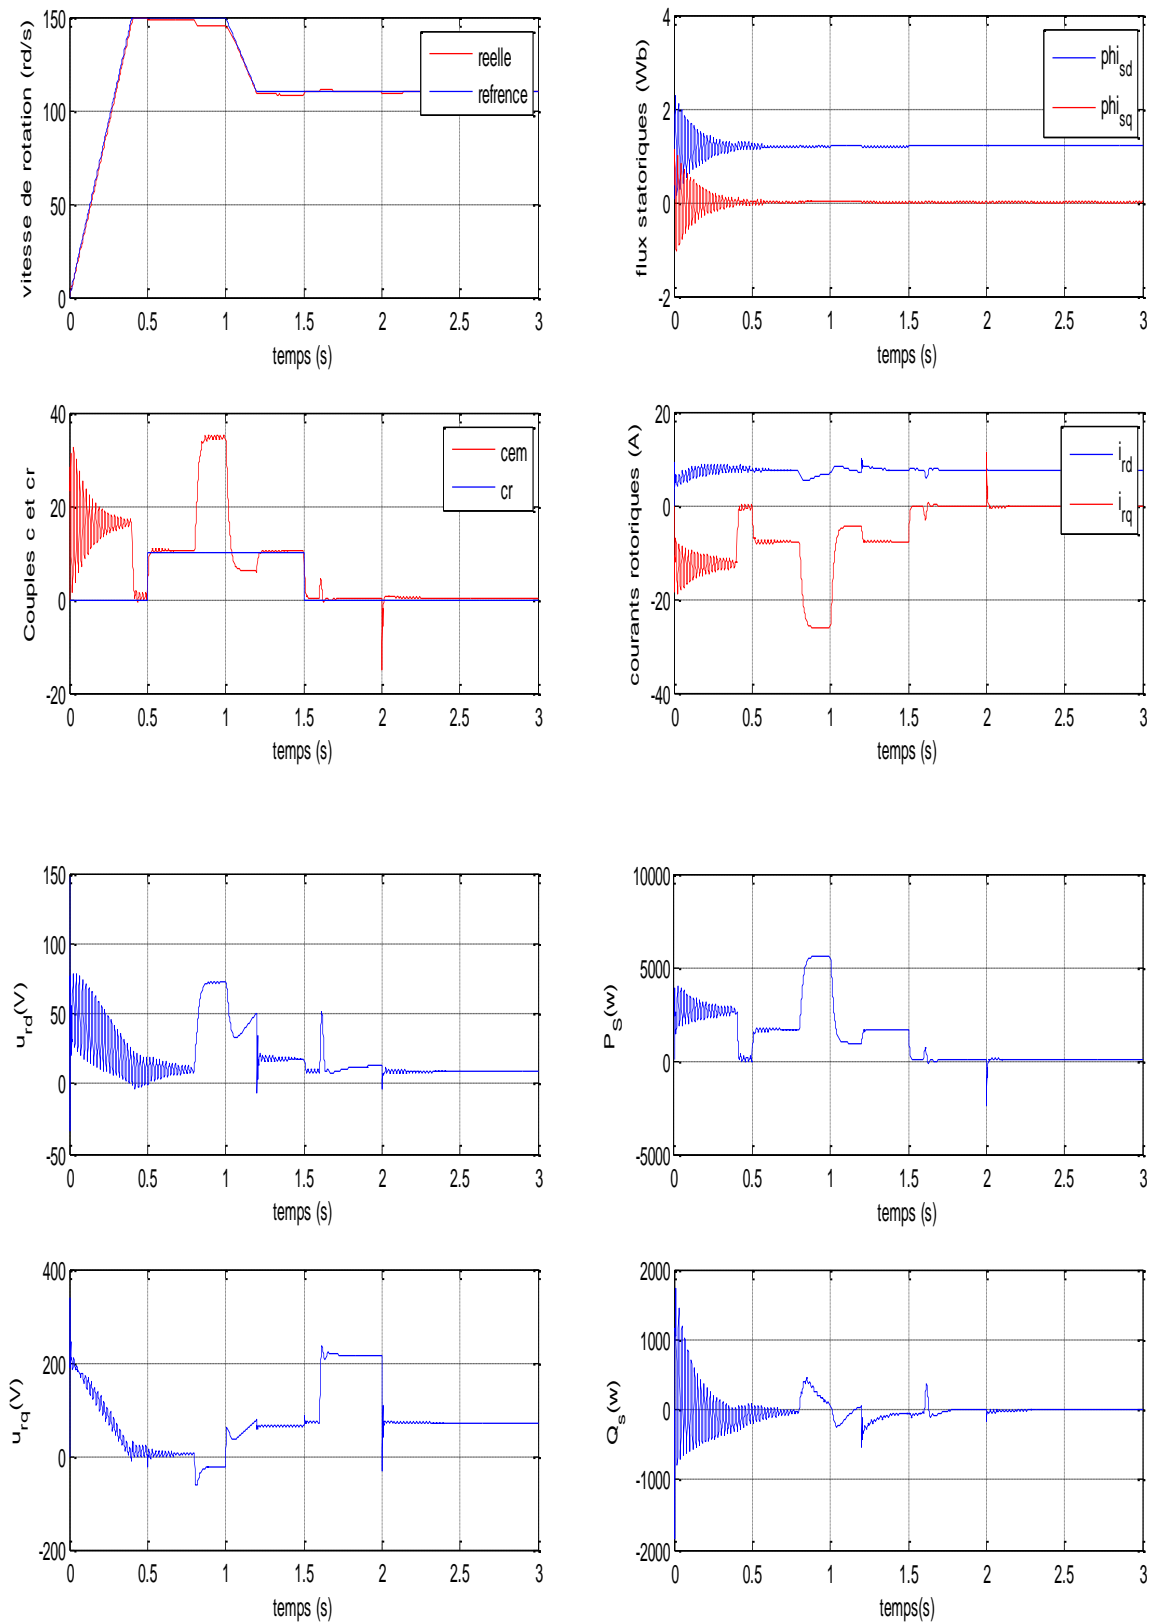 vitesse de rotation (rd/s)
150
100
50
0
reelle
refrence
0 0.5 1 1.5 2 2.5 3
temps (s)
flux statoriques (Wb)
4
2
0
-2
phi_sd
phi_sq
0 0.5 1 1.5 2 2.5 3
temps (s)
Couples c et cr
40
20
0
-20
cem
cr
0 0.5 1 1.5 2 2.5 3
temps (s)
courants rotoriques (A)
20
0
-20
-40
i_rd
i_rq
0 0.5 1 1.5 2 2.5 3
temps (s)
u_rd(V)
150
100
50
0
-50
0 0.5 1 1.5 2 2.5 3
temps (s)
P_S(w)
10000
5000
0
-5000
0 0.5 1 1.5 2 2.5 3
temps (s)
u_rq(V)
400
200
0
-200
0 0.5 1 1.5 2 2.5 3
temps (s)
Q_s(w)
2000
1000
0
-1000
-2000
0 0.5 1 1.5 2 2.5 3
temps(s)